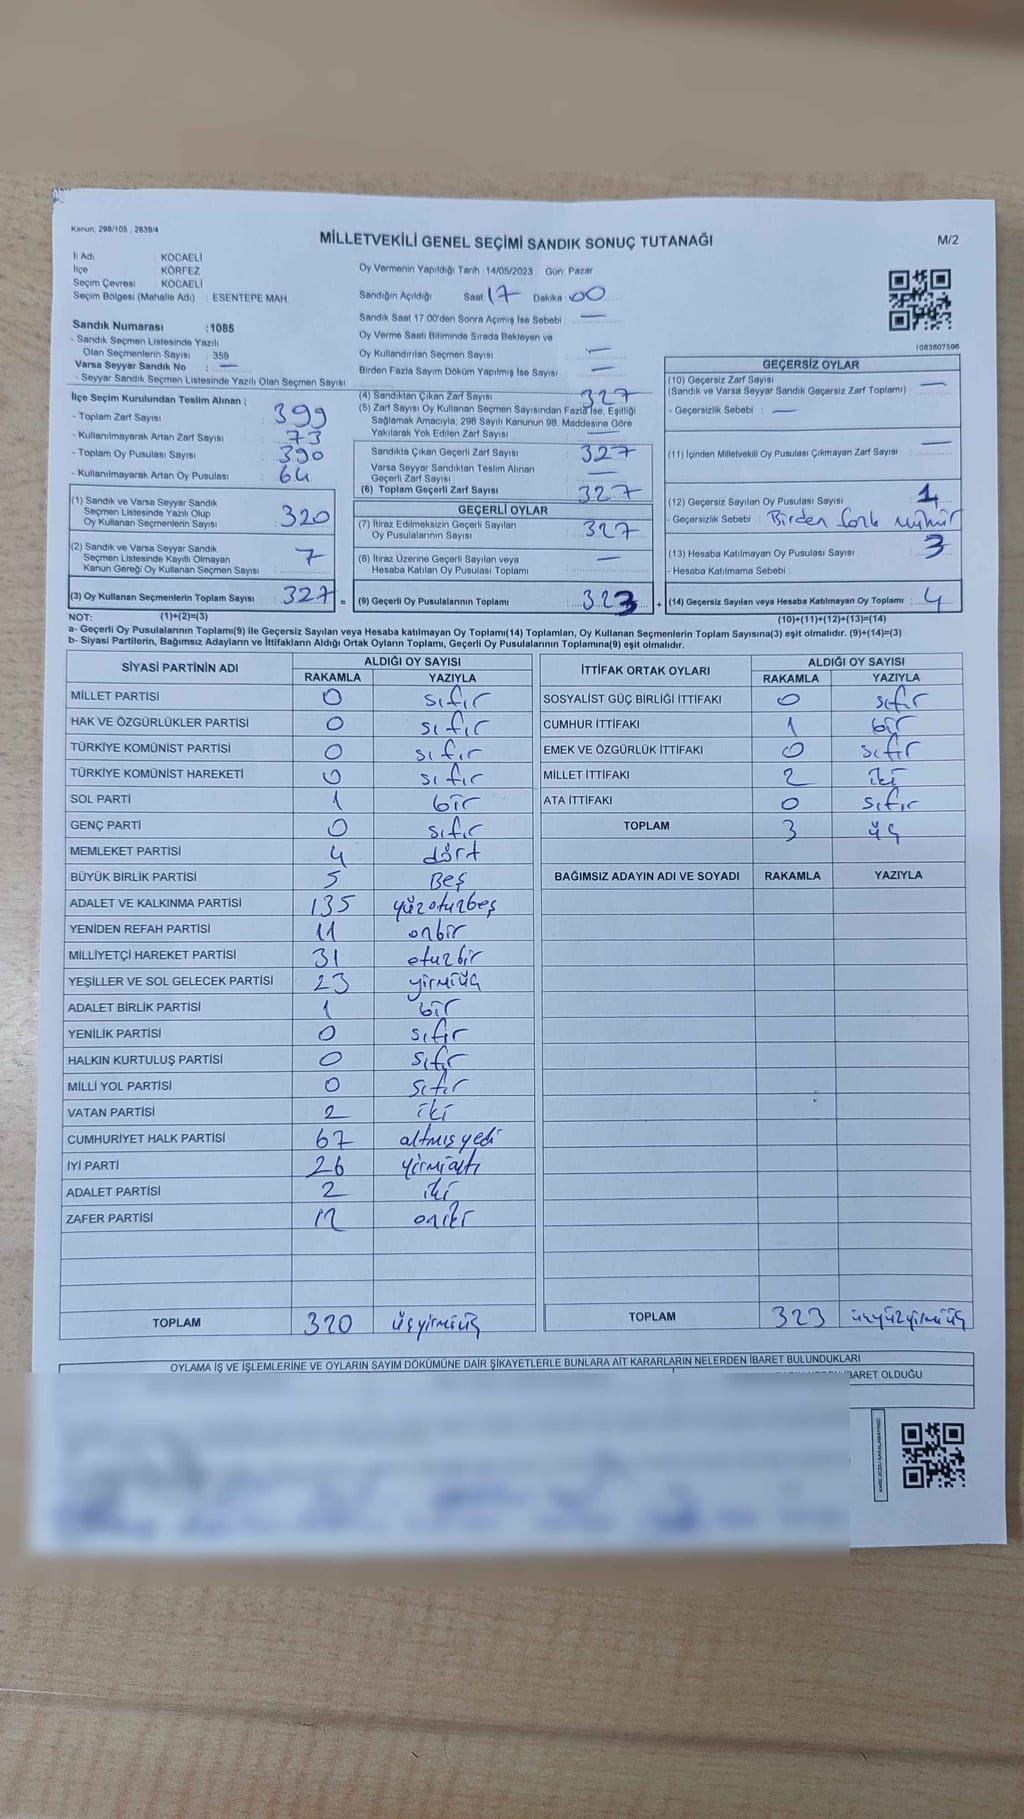 Kanun, 298/105 , 2839/4
MİLLETVEKİLİ GENEL SEÇİMİ SANDIK SONUÇ TUTANAĞI
M/2
İl Adı : KOCAELİ
İlçe : KÖRFEZ
Seçim Çevresi : KOCAELİ
Seçim Bölgesi (Mahalle Adı) : ESENTEPE MAH.
Sandık Numarası :1085
- Sandık Seçmen Listesinde Yazılı
Olan Seçmenlerin Sayısı : 359
Varsa Seyyar Sandık No : —
- Seyyar Sandık Seçmen Listesinde Yazılı Olan Seçmen Sayısı:
Oy Vermenin Yapıldığı Tarih :14/05/2023 Gün: Pazar
Sandığın Açıldığı Saat: 17 Dakika :00
Sandık Saat 17.00'den Sonra Açılmış İse Sebebi : —
Oy Verme Saati Bitiminde Sırada Bekleyen ve
Oy Kullandırılan Seçmen Sayısı : —
Birden Fazla Sayım Döküm Yapılmış İse Sayısı : —
1083807596
İlçe Seçim Kurulundan Teslim Alınan ;
- Toplam Zarf Sayısı : 399
- Kullanılmayarak Artan Zarf Sayısı : 73
- Toplam Oy Pusulası Sayısı : 390
- Kullanılmayarak Artan Oy Pusulası : 64
(1) Sandık ve Varsa Seyyar Sandık
Seçmen Listesinde Yazılı Olup
Oy Kullanan Seçmenlerin Sayısı : 320
(2) Sandık ve Varsa Seyyar Sandık
Seçmen Listesinde Kayıtlı Olmayan
Kanun Gereği Oy Kullanan Seçmen Sayısı : 7
(3) Oy Kullanan Seçmenlerin Toplam Sayısı : 327 =
(4) Sandıktan Çıkan Zarf Sayısı : 327
(5) Zarf Sayısı Oy Kullanan Seçmen Sayısından Fazla İse, Eşitliği
Sağlamak Amacıyla; 298 Sayılı Kanunun 98. Maddesine Göre
Yakılarak Yok Edilen Zarf Sayısı : —
Sandıkta Çıkan Geçerli Zarf Sayısı : 327
Varsa Seyyar Sandıktan Teslim Alınan
Geçerli Zarf Sayısı : —
(6) Toplam Geçerli Zarf Sayısı : 327
GEÇERLİ OYLAR
(7) İtiraz Edilmeksizin Geçerli Sayılan
Oy Pusulalarının Sayısı : 327
(8) İtiraz Üzerine Geçerli Sayılan veya
Hesaba Katılan Oy Pusulası Toplamı : —
(9) Geçerli Oy Pusulalarının Toplamı : 323 +
GEÇERSİZ OYLAR
(10) Geçersiz Zarf Sayısı
(Sandık ve Varsa Seyyar Sandık Geçersiz Zarf Toplamı) : —
- Geçersizlik Sebebi : —
(11) İçinden Milletvekili Oy Pusulası Çıkmayan Zarf Sayısı : —
(12) Geçersiz Sayılan Oy Pusulası Sayısı : 1
- Geçersizlik Sebebi : Birden fazla mühür
(13) Hesaba Katılmayan Oy Pusulası Sayısı : 3
- Hesaba Katılmama Sebebi :
(14) Geçersiz Sayılan veya Hesaba Katılmayan Oy Toplamı : 4
NOT: (1)+(2)=(3) (10)+(11)+(12)+(13)=(14)
a- Geçerli Oy Pusulalarının Toplamı(9) ile Geçersiz Sayılan veya Hesaba katılmayan Oy Toplamı(14) Toplamları, Oy Kullanan Seçmenlerin Toplam Sayısına(3) eşit olmalıdır. (9)+(14)=(3)
b- Siyasi Partilerin, Bağımsız Adayların ve İttifakların Aldığı Ortak Oyların Toplamı, Geçerli Oy Pusulalarının Toplamına(9) eşit olmalıdır.
SİYASİ PARTİNİN ADI ALDIĞI OY SAYISI
RAKAMLA YAZIYLA
MİLLET PARTİSİ 0 sıfır
HAK VE ÖZGÜRLÜKLER PARTİSİ 0 sıfır
TÜRKİYE KOMÜNİST PARTİSİ 0 sıfır
TÜRKİYE KOMÜNİST HAREKETİ 0 sıfır
SOL PARTİ 1 bir
GENÇ PARTİ 0 sıfır
MEMLEKET PARTİSİ 4 dört
BÜYÜK BİRLİK PARTİSİ 5 Beş
ADALET VE KALKINMA PARTİSİ 135 yüzotuzbeş
YENİDEN REFAH PARTİSİ 11 onbir
MİLLİYETÇİ HAREKET PARTİSİ 31 otuzbir
YEŞİLLER VE SOL GELECEK PARTİSİ 23 yirmiüç
ADALET BİRLİK PARTİSİ 1 bir
YENİLİK PARTİSİ 0 sıfır
HALKIN KURTULUŞ PARTİSİ 0 sıfır
MİLLİ YOL PARTİSİ 0 sıfır
VATAN PARTİSİ 2 iki
CUMHURİYET HALK PARTİSİ 67 altmışyedi
İYİ PARTİ 26 yirmialtı
ADALET PARTİSİ 2 iki
ZAFER PARTİSİ 12 oniki
TOPLAM 320 üçyirmiüç
İTTİFAK ORTAK OYLARI ALDIĞI OY SAYISI
RAKAMLA YAZIYLA
SOSYALİST GÜÇ BİRLİĞİ İTTİFAKI 0 sıfır
CUMHUR İTTİFAKI 1 bir
EMEK VE ÖZGÜRLÜK İTTİFAKI 0 sıfır
MİLLET İTTİFAKI 2 iki
ATA İTTİFAKI 0 sıfır
TOPLAM 3 üç
BAĞIMSIZ ADAYIN ADI VE SOYADI RAKAMLA YAZIYLA
TOPLAM 323 üçyüzyirmiüç
OYLAMA İŞ VE İŞLEMLERİNE VE OYLARIN SAYIM DÖKÜMÜNE DAİR ŞİKAYETLERLE BUNLARA AİT KARARLARIN NELERDEN İBARET BULUNDUKLARI
İBARET OLDUĞU